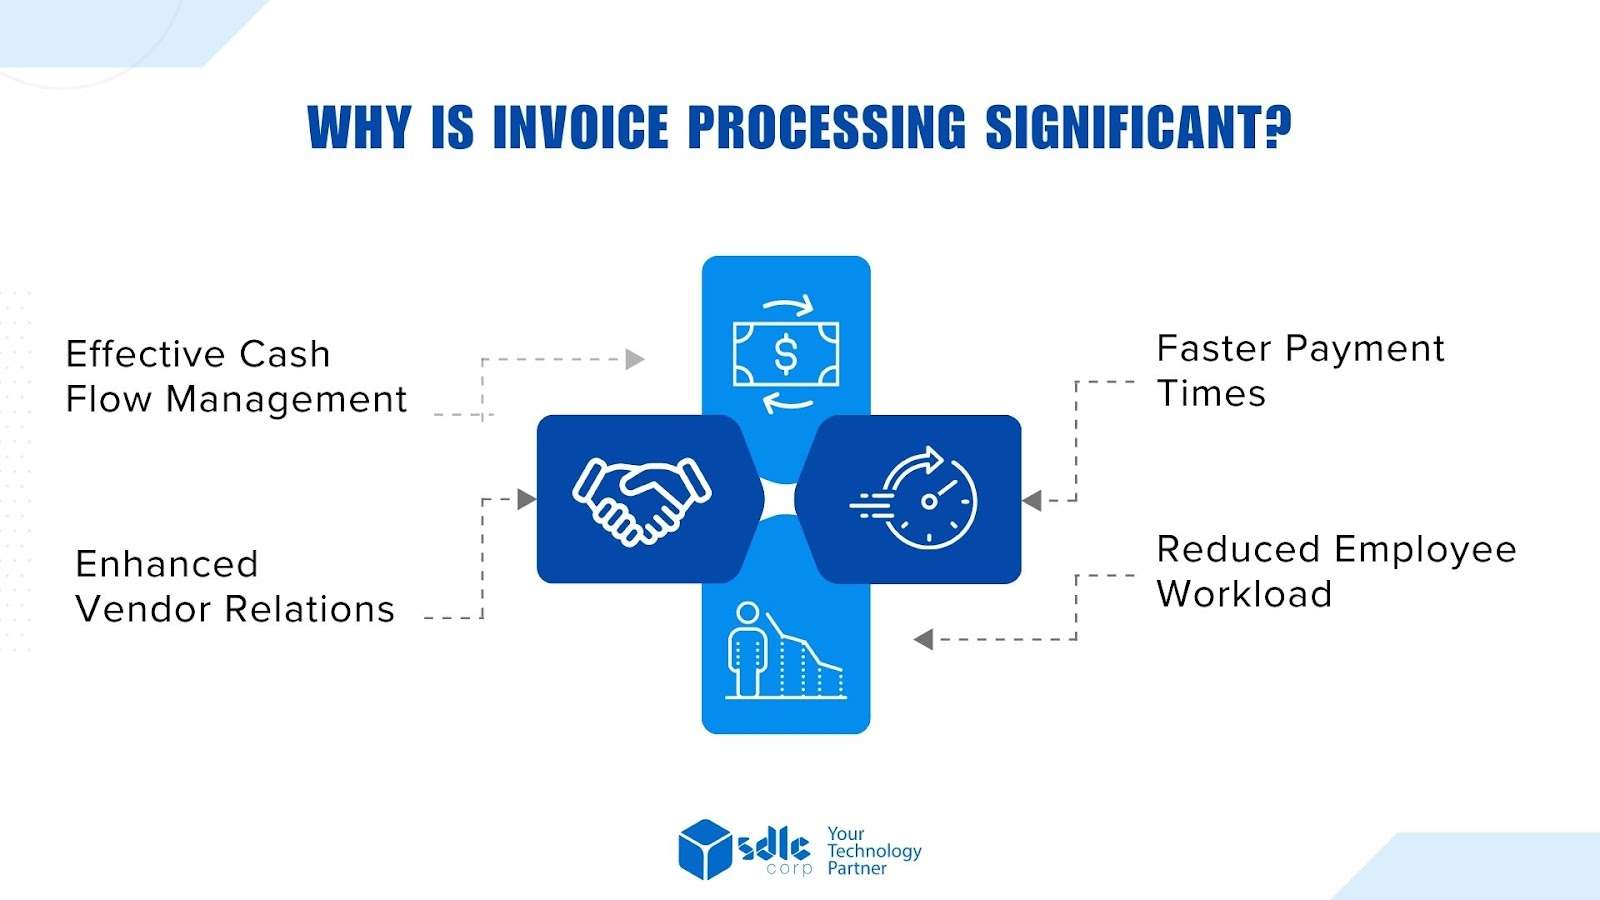 WHY IS INVOICE PROCESSING SIGNIFICANT?
Effective Cash
Flow Management
Enhanced
Vendor Relations
$
Faster Payment
Times
Reduced Employee
Workload
sdlc
corp
Your
Technology
Partner